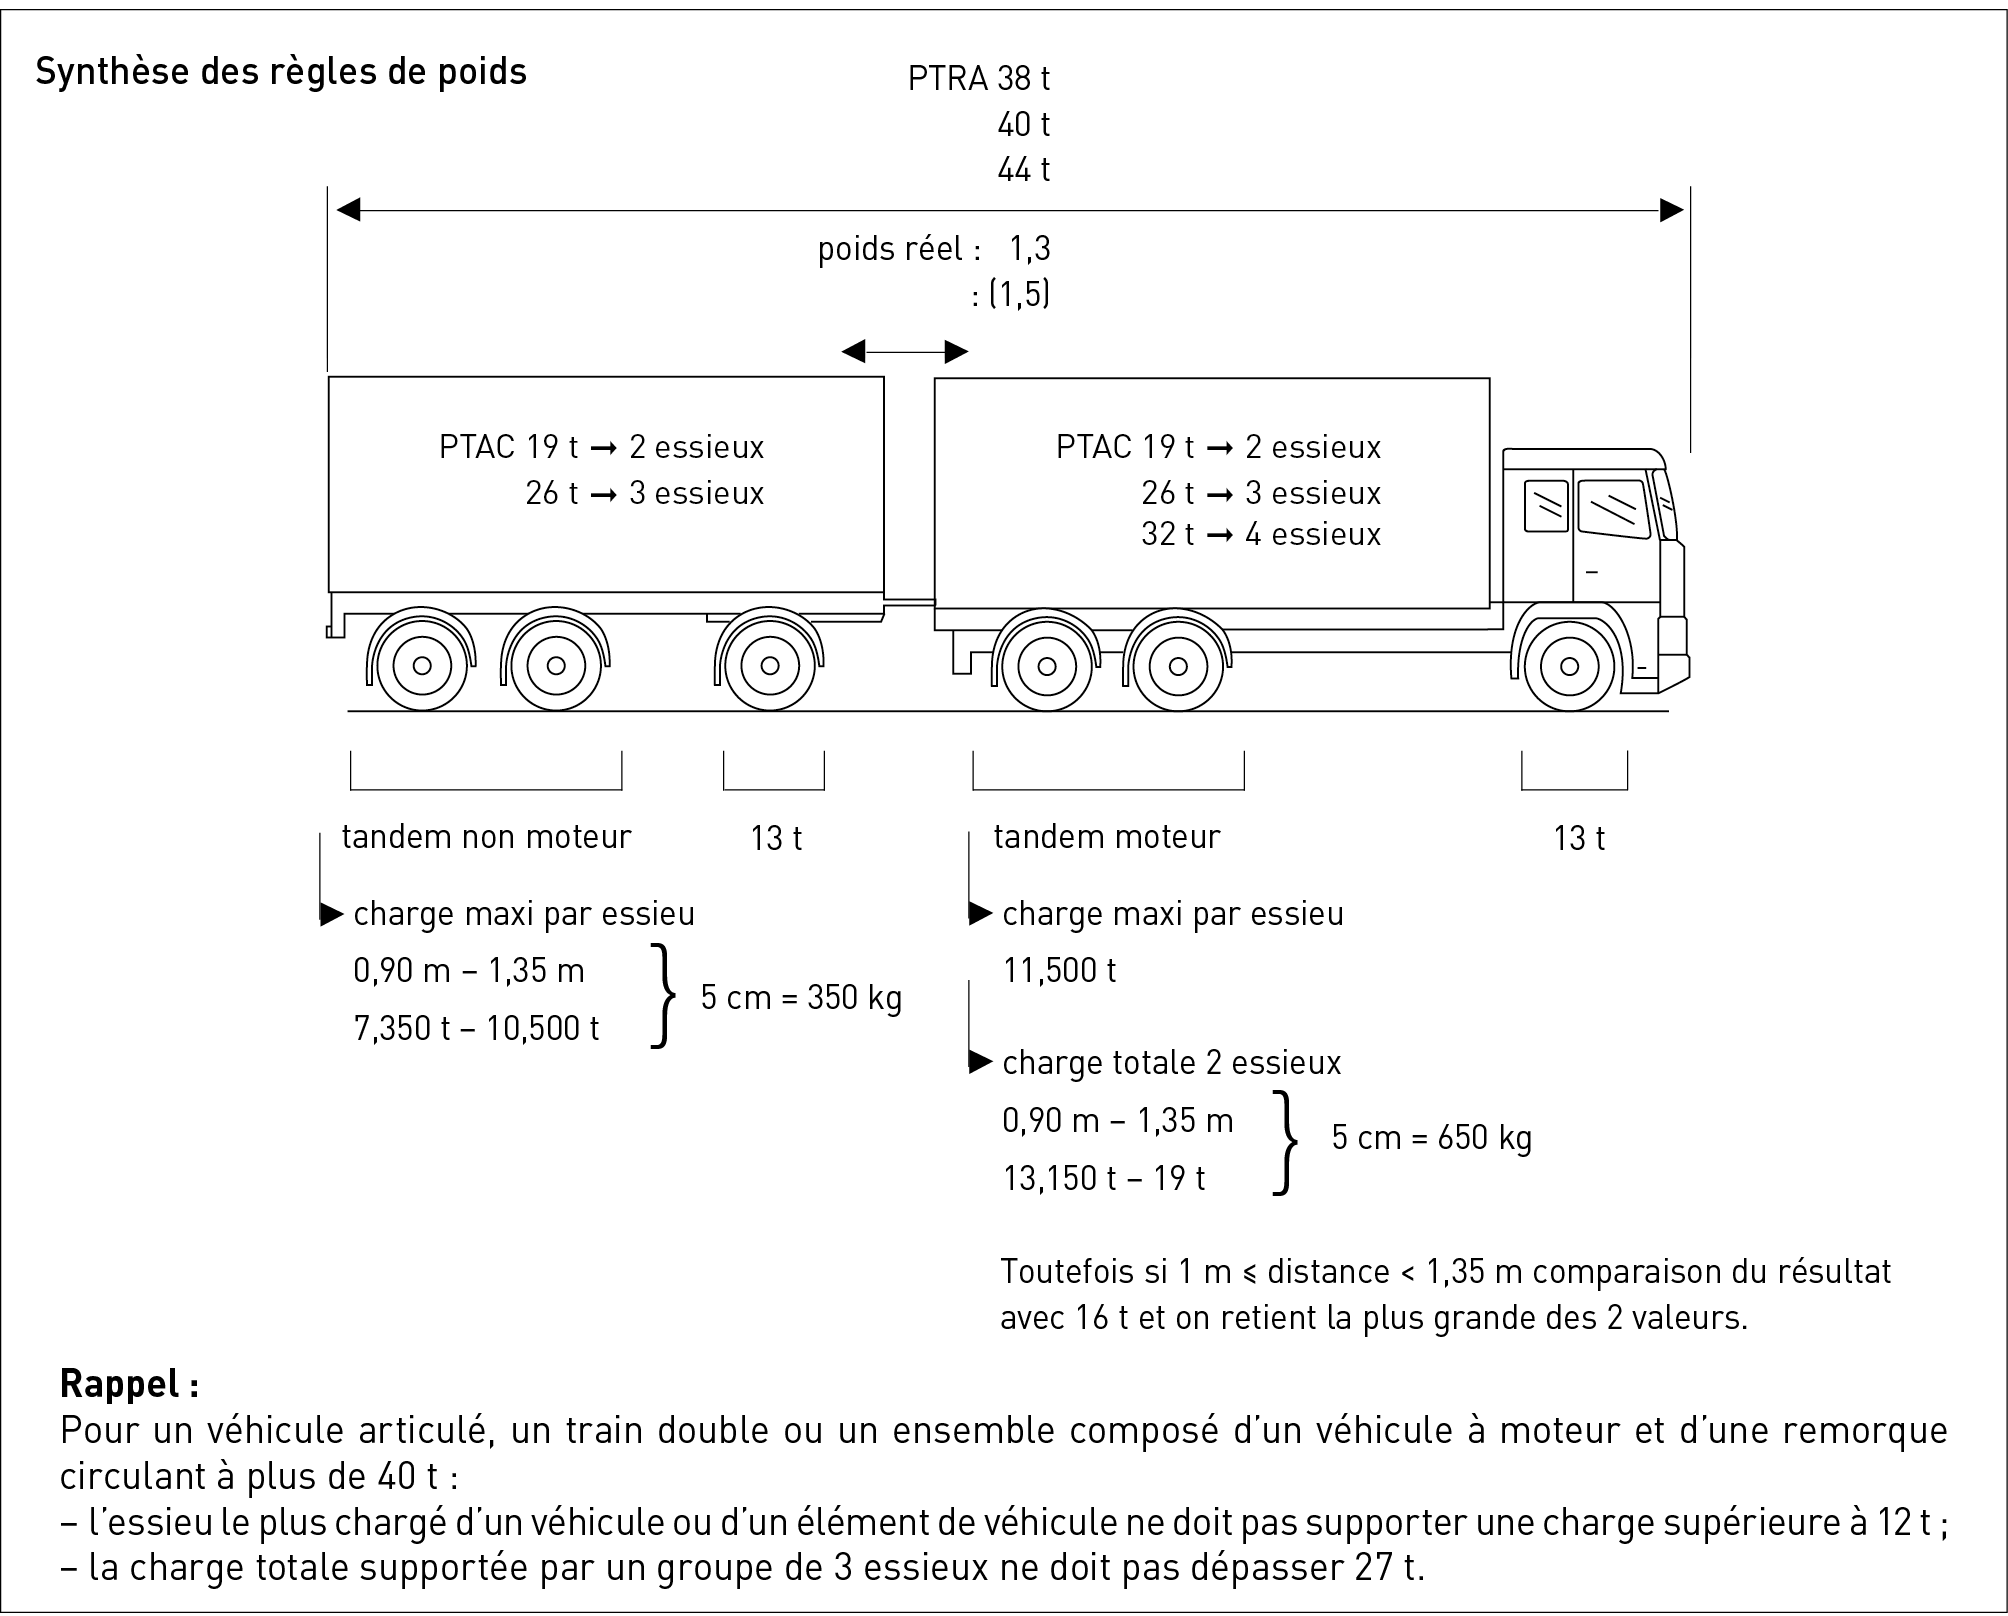 Synthèse des règles de poids
PTRA 38 t
40 t
44 t
poids réel : 1,3
: (1,5)
PTAC 19 t → 2 essieux
26 t → 3 essieux
PTAC 19 t → 2 essieux
26 t → 3 essieux
32 t → 4 essieux
tandem non moteur
13 t
tandem moteur
13 t
charge maxi par essieu
0,90 m – 1,35 m
7,350 t – 10,500 t
5 cm = 350 kg
charge maxi par essieu
11,500 t
charge totale 2 essieux
0,90 m – 1,35 m
13,150 t – 19 t
5 cm = 650 kg
Toutefois si 1 m ⩽ distance < 1,35 m comparaison du résultat
avec 16 t et on retient la plus grande des 2 valeurs.
Rappel :
Pour un véhicule articulé, un train double ou un ensemble composé d’un véhicule à moteur et d’une remorque
circulant à plus de 40 t :
– l’essieu le plus chargé d’un véhicule ou d’un élément de véhicule ne doit pas supporter une charge supérieure à 12 t ;
– la charge totale supportée par un groupe de 3 essieux ne doit pas dépasser 27 t.